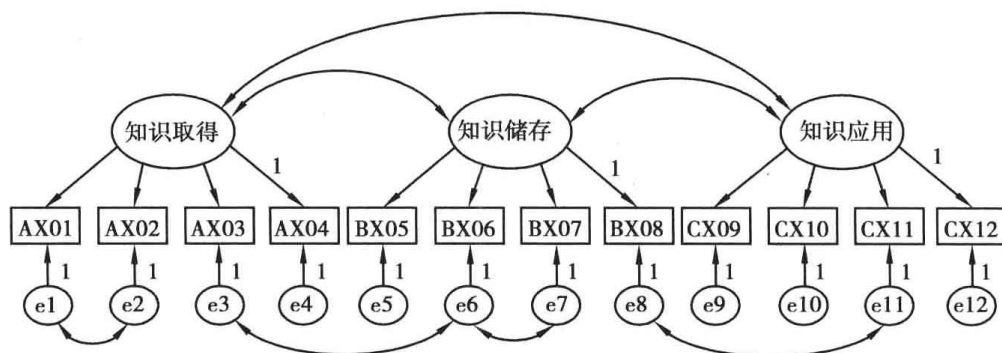 知识取得 知识储存 知识应用
1 1 1
AX01 AX02 AX03 AX04 BX05 BX06 BX07 BX08 CX09 CX10 CX11 CX12
1 1 1 1 1 1 1 1 1 1 1 1
e1 e2 e3 e4 e5 e6 e7 e8 e9 e10 e11 e12